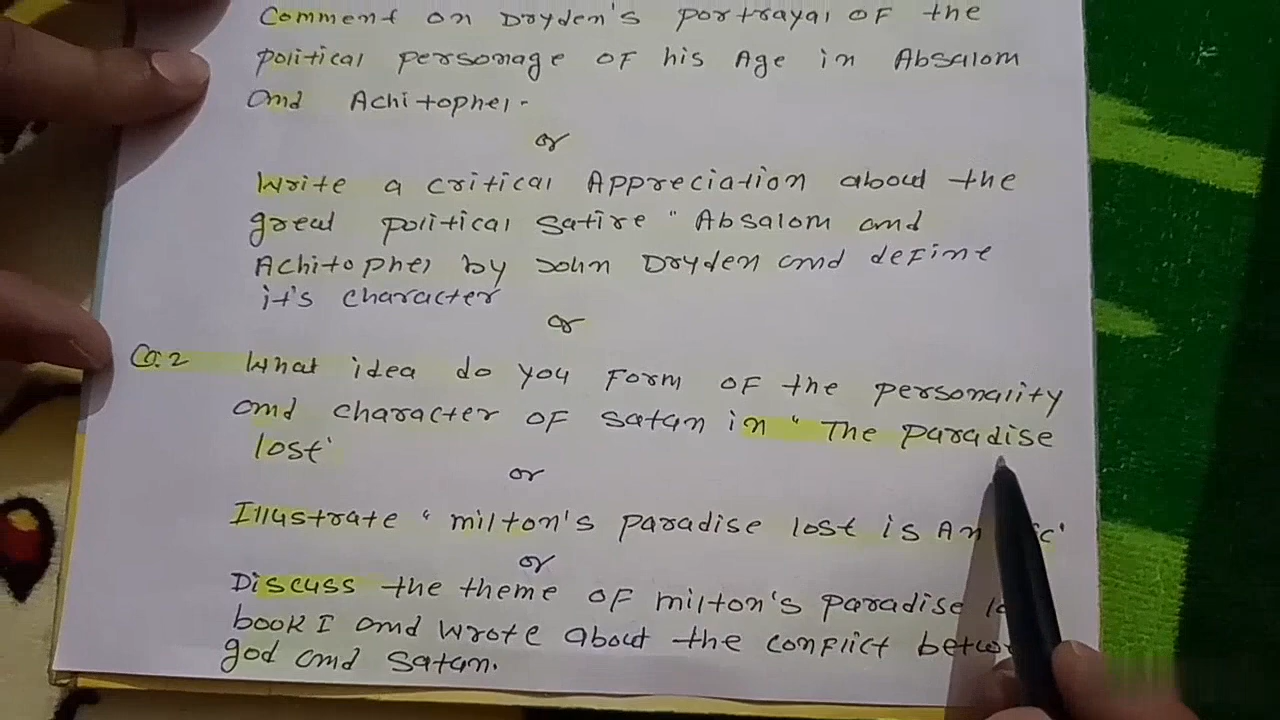 Comment on Dryden's portrayal OF the
political personage OF his Age in Absalom
and Achitophel.
or
Write a critical Appreciation about the
great political satire " Absalom and
Achitophel by John Dryden and define
it's character
or
Q.2 What idea do you Form OF the personality
and character OF Satan in " The Paradise
lost'
or
Illustrate " milton's paradise lost is An
or
Discuss the theme OF milton's paradise
book I and wrote about the conflict
god and Satan.